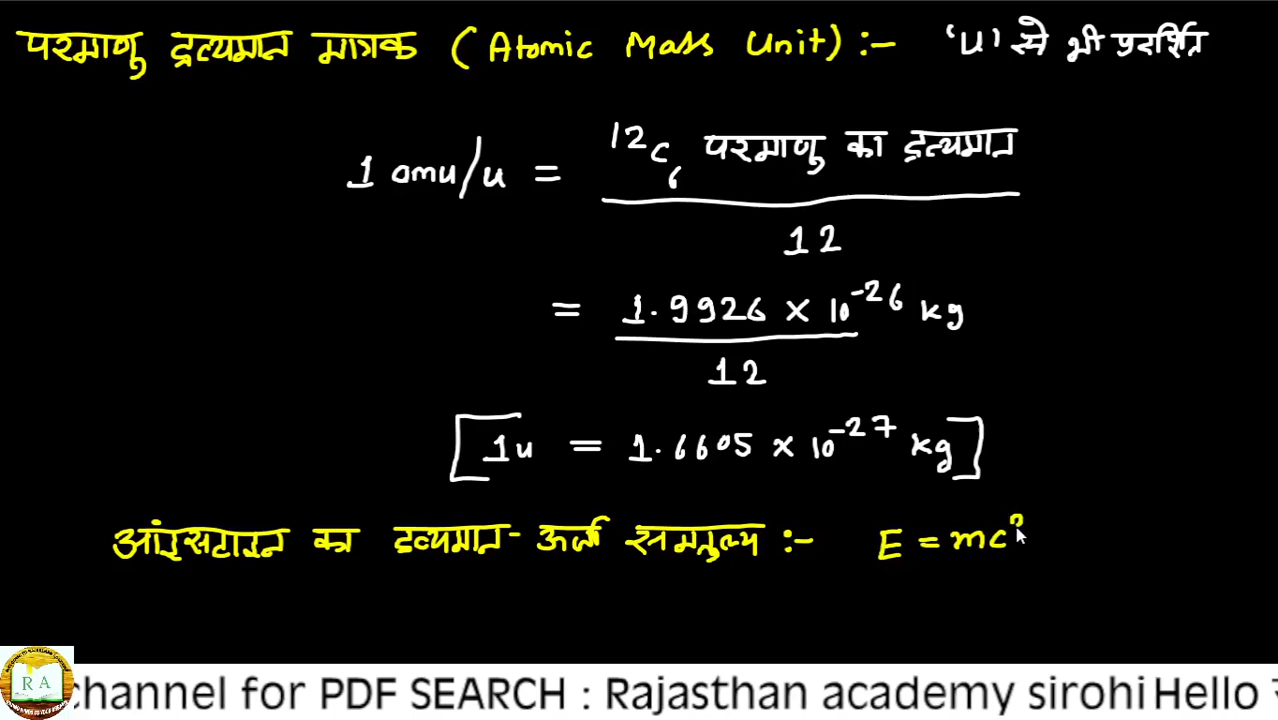 परमाणु द्रव्यमान मात्रक (Atomic Mass Unit) :- 'u' से भी प्रदर्शित
1 amu/u = ¹²C₆ परमाणु का द्रव्यमान
12
= 1.9926 × 10⁻²⁶ kg
12
[1u = 1.6605 × 10⁻²⁷ kg]
आंइसटाइन का द्रव्यमान-ऊर्जा समतुल्य :- E = mc²
RA
channel for PDF SEARCH : Rajasthan academy sirohi Hello